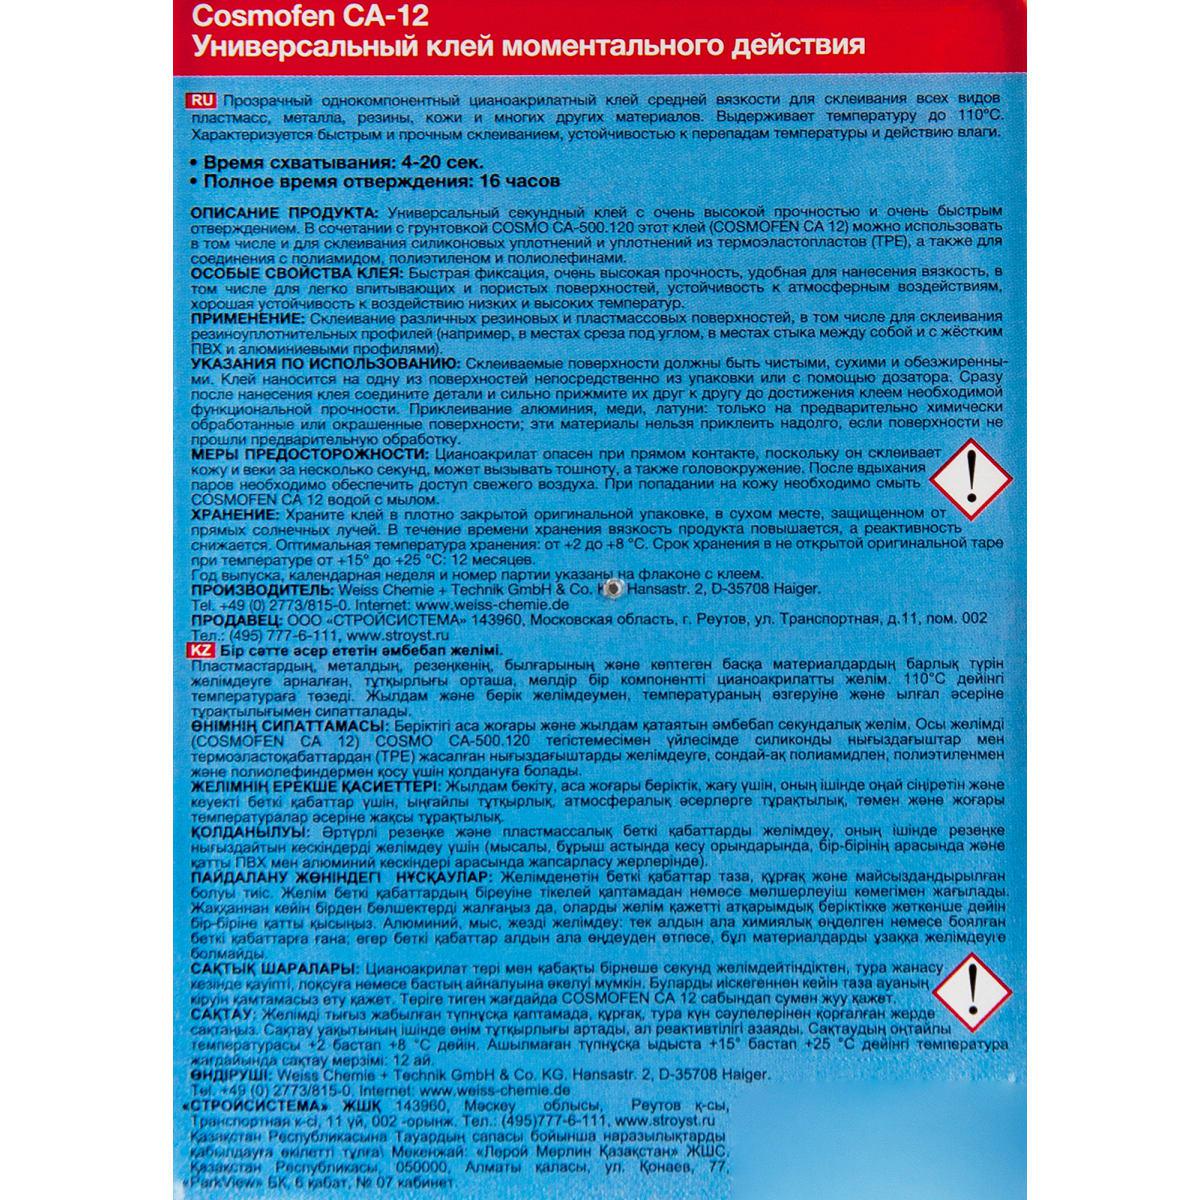 Cosmofen CA-12
Универсальный клей моментального действия
RU Прозрачный однокомпонентный цианоакрилатный клей средней вязкости для склеивания всех видов
пластмасс, металла, резины, кожи и многих других материалов. Выдерживает температуру до 110°С.
Характеризуется быстрым и прочным склеиванием, устойчивостью к перепадам температуры и действию влаги.
• Время схватывания: 4-20 сек.
• Полное время отверждения: 16 часов
ОПИСАНИЕ ПРОДУКТА: Универсальный секундный клей с очень высокой прочностью и очень быстрым
отверждением. В сочетании с грунтовкой COSMO CA-500.120 этот клей (COSMOFEN CA 12) можно использовать
в том числе и для склеивания силиконовых уплотнений и уплотнений из термоэластопластов (TPE), а также для
соединения с полиамидом, полиэтиленом и полиолефинами.
ОСОБЫЕ СВОЙСТВА КЛЕЯ: Быстрая фиксация, очень высокая прочность, удобная для нанесения вязкость, в
том числе для легко впитывающих и пористых поверхностей, устойчивость к атмосферным воздействиям,
хорошая устойчивость к воздействию низких и высоких температур.
ПРИМЕНЕНИЕ: Склеивание различных резиновых и пластмассовых поверхностей, в том числе для склеивания
резиноуплотнительных профилей (например, в местах среза под углом, в местах стыка между собой и с жёстким
ПВХ и алюминиевыми профилями).
УКАЗАНИЯ ПО ИСПОЛЬЗОВАНИЮ: Склеиваемые поверхности должны быть чистыми, сухими и обезжиренны-
ми. Клей наносится на одну из поверхностей непосредственно из упаковки или с помощью дозатора. Сразу
после нанесения клея соедините детали и сильно прижмите их друг к другу до достижения клеем необходимой
функциональной прочности. Приклеивание алюминия, меди, латуни: только на предварительно химически
обработанные или окрашенные поверхности; эти материалы нельзя приклеить надолго, если поверхности не
прошли предварительную обработку.
МЕРЫ ПРЕДОСТОРОЖНОСТИ: Цианоакрилат опасен при прямом контакте, поскольку он склеивает
кожу и веки за несколько секунд, может вызывать тошноту, а также головокружение. После вдыхания
паров необходимо обеспечить доступ свежего воздуха. При попадании на кожу необходимо смыть
COSMOFEN CA 12 водой с мылом.
ХРАНЕНИЕ: Храните клей в плотно закрытой оригинальной упаковке, в сухом месте, защищенном от
прямых солнечных лучей. В течение времени хранения вязкость продукта повышается, а реактивность
снижается. Оптимальная температура хранения: от +2 до +8 °С. Срок хранения в не открытой оригинальной таре
при температуре от +15° до +25 °С: 12 месяцев.
Год выпуска, календарная неделя и номер партии указаны на флаконе с клеем.
ПРОИЗВОДИТЕЛЬ: Weiss Chemie + Technik GmbH & Co. Hansastr. 2, D-35708 Haiger.
Tel. +49 (0) 2773/815-0. Internet: www.weiss-chemie.de
ПРОДАВЕЦ: ООО «СТРОЙСИСТЕМА» 143960, Московская область, г. Реутов, ул. Транспортная, д.11, пом. 002
Тел.: (495) 777-6-111, www.stroyst.ru
KZ Бір сәтте әсер ететін әмбебап желімі.
Пластмастардың, металдың, резеңкенің, былғарының және көптеген басқа материалдардың барлық түрін
желімдеуге арналған, тұтқырлығы орташа, мөлдір бір компонентті цианоакрилатты желім. 110°С дейінгі
температураға төзеді. Жылдам және берік желімдеумен, температураның өзгеруіне және ылғал әсеріне
тұрақтылығымен сипатталады.
ӨНІМНІҢ СИПАТТАМАСЫ: Беріктігі аса жоғары және жылдам қатаятын әмбебап секундалық желім. Осы желімді
(COSMOFEN CA 12) COSMO CA-500.120 тегістемесімен үйлесімде силиконды нығыздағыштар мен
термоэластоқабаттардан (TPE) жасалған нығыздағыштарды желімдеуге, сондай-ақ полиамидпен, полиэтиленмен
және полиолефиндермен қосу үшін қолдануға болады.
ЖЕЛІМНІҢ ЕРЕКШЕ ҚАСИЕТТЕРІ: Жылдам бекіту, аса жоғары беріктік, жағу үшін, оның ішінде оңай сіңіретін және
кеуекті беткі қабаттар үшін, ыңғайлы тұтқырлық, атмосфералық әсерлерге тұрақтылық, төмен және жоғары
температуралар әсеріне жақсы тұрақтылық.
ҚОЛДАНЫЛУЫ: Әртүрлі резеңке және пластмассалық беткі қабаттарды желімдеу, оның ішінде резеңке
нығыздайтын кескіндерді желімдеу үшін (мысалы, бұрыш астында кесу орындарында, бір-бірінің арасында және
қатты ПВХ мен алюминий кескіндері арасында жапсарласу жерлерінде).
ПАЙДАЛАНУ ЖӨНІНДЕГІ НҰСҚАУЛАР: Желімденетін беткі қабаттар таза, құрғақ және майсыздандырылған
болуы тиіс. Желім беткі қабаттардың біреуіне тікелей қаптамадан немесе мөлшерлеуіш көмегімен жағылады.
Жаққаннан кейін бірден бөлшектерді жалғаңыз да, оларды желім қажетті атқарымдық беріктікке жеткенше дейін
бір-біріне қатты қысыңыз. Алюминий, мыс, жезді желімдеу: тек алдын ала химиялық өңделген немесе боялған
беткі қабаттарға ғана; егер беткі қабаттар алдын ала өңдеуден өтпесе, бұл материалдарды ұзаққа желімдеуге
болмайды.
САҚТЫҚ ШАРАЛАРЫ: Цианоакрилат тері мен қабақты бірнеше секунд желімдейтіндіктен, тура жанасу
кезінде қауіпті, лоқсуға немесе бастың айналуына әкелуі мүмкін. Буларды иіскегеннен кейін таза ауаның
кіруін қамтамасыз ету қажет. Теріге тиген жағдайда COSMOFEN CA 12 сабындап сумен жуу қажет.
САҚТАУ: Желімді тығыз жабылған түпнұсқа қаптамада, құрғақ, тура күн сәулелерінен қорғалған жерде
сақтаңыз. Сақтау уақытының ішінде өнім тұтқырлығы артады, ал реактивтілігі азаяды. Сақтаудың оңтайлы
температурасы +2 бастап +8 °С дейін. Ашылмаған түпнұсқа ыдыста +15° бастап +25 °С дейінгі температура
жағдайында сақтау мерзімі: 12 ай.
ӨНДІРУШІ: Weiss Chemie + Technik GmbH & Co. KG. Hansastr. 2, D-35708 Haiger.
Tel. +49 (0) 2773/815-0. Internet: www.weiss-chemie.de
«СТРОЙСИСТЕМА» ЖШҚ 143960, Мәскеу облысы, Реутов қ-сы,
Транспортная к-сі, 11 үй, 002 -орынж. Тел.: (495)777-6-111, www.stroyst.ru
Қазақстан Республикасына Тауардың сапасы бойынша наразылықтарды
қабылдауға өкілетті тұлға\ Мекенжай: «Лерой Мерлин Қазақстан» ЖШС,
Қазақстан Республикасы, 050000, Алматы қаласы, ул. Қонаев, 77,
«ParkView» БК, 6 қабат, № 07 кабинет.